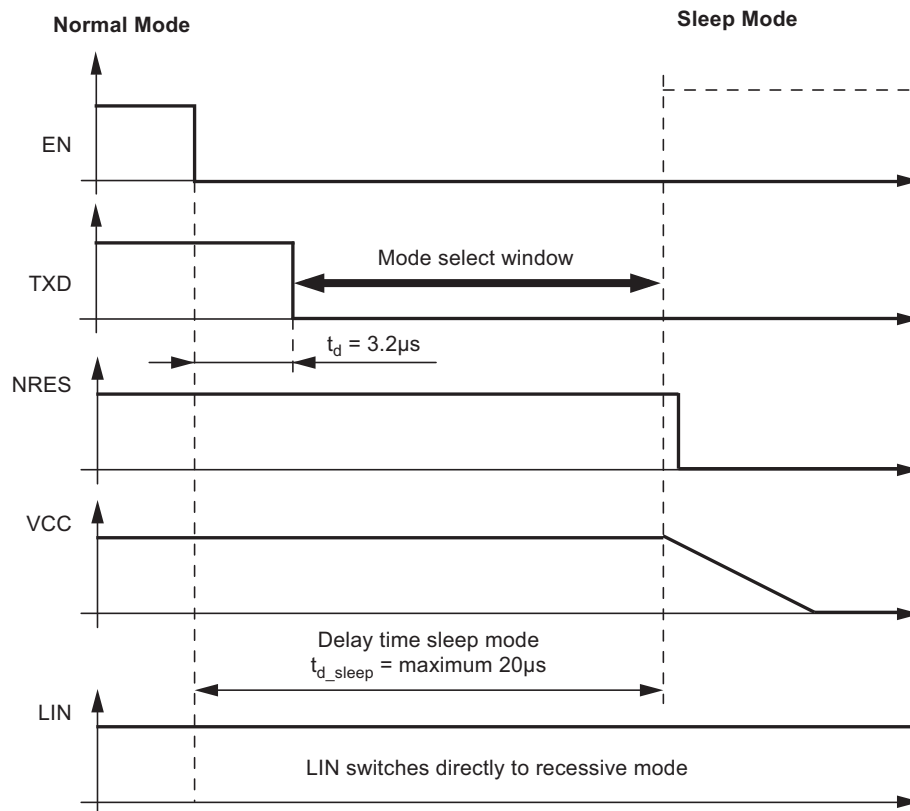 Normal Mode
Sleep Mode
EN
TXD
Mode select window
t_d = 3.2µs
NRES
VCC
Delay time sleep mode
t_d_sleep = maximum 20µs
LIN
LIN switches directly to recessive mode